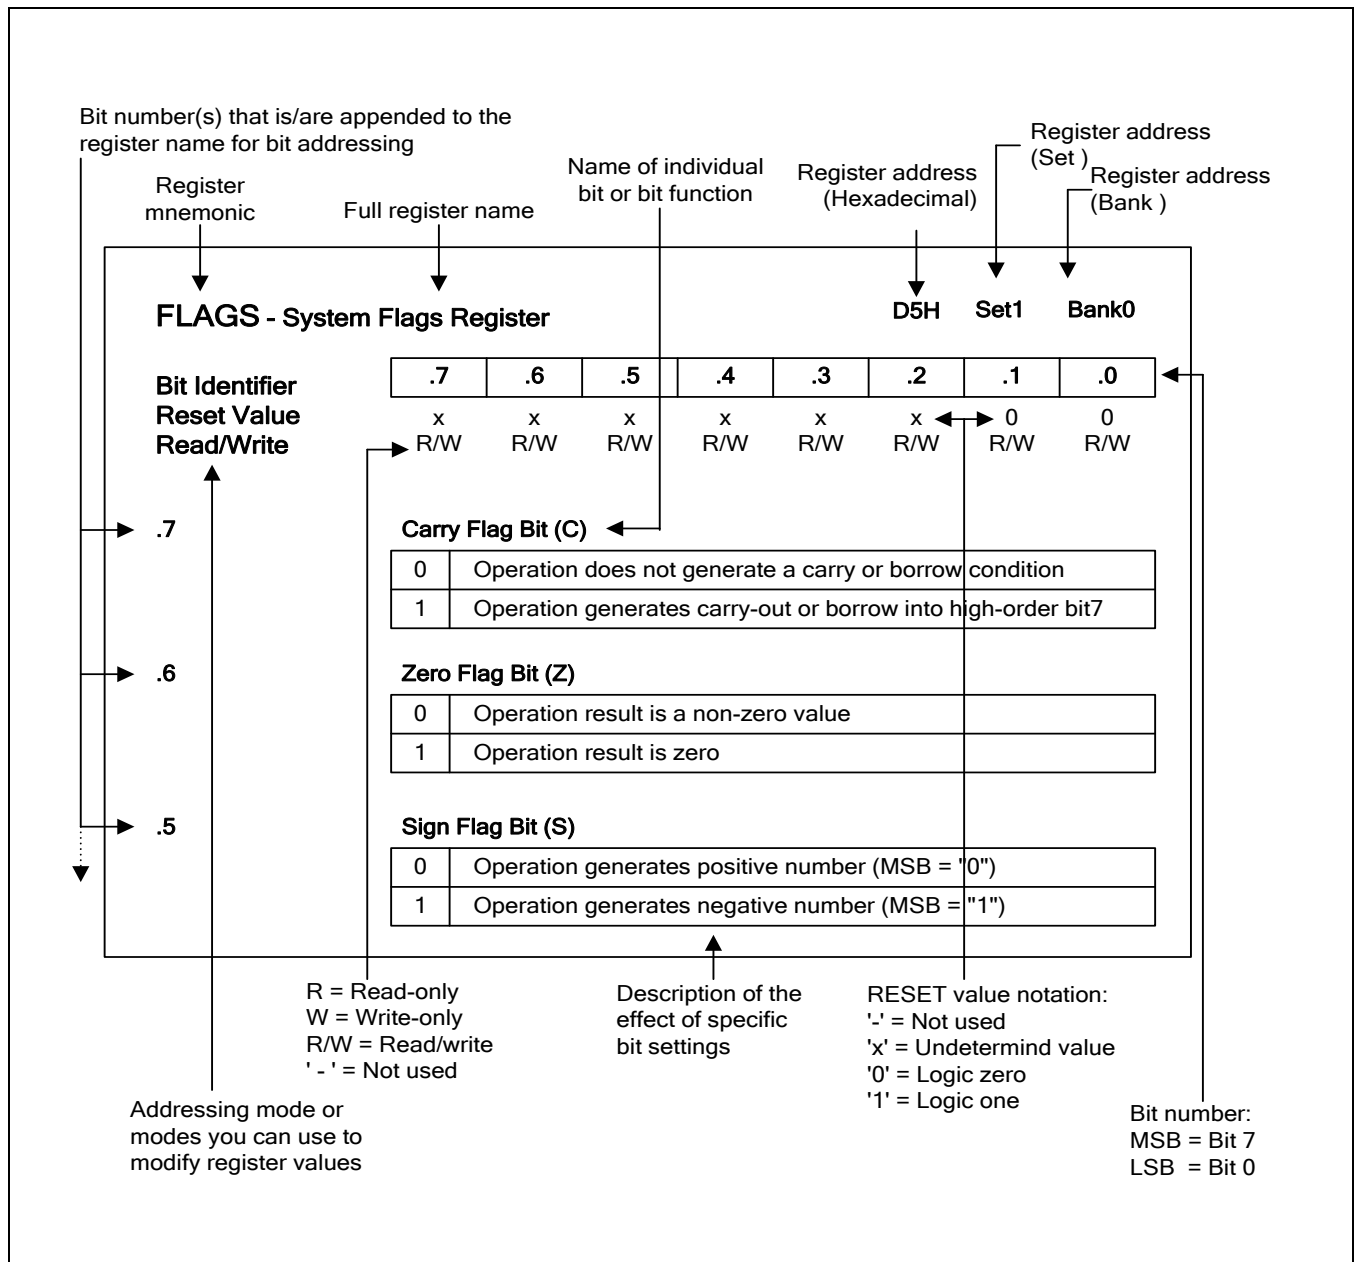 Bit number(s) that is/are appended to the
register name for bit addressing
Register
mnemonic
Full register name
Name of individual
bit or bit function
Register address
(Hexadecimal)
Register address
(Set )
Register address
(Bank )
FLAGS - System Flags Register
D5H Set1 Bank0
Bit Identifier .7 .6 .5 .4 .3 .2 .1 .0
Reset Value x x x x x x 0 0
Read/Write R/W R/W R/W R/W R/W R/W R/W R/W
.7 Carry Flag Bit (C)
0 Operation does not generate a carry or borrow condition
1 Operation generates carry-out or borrow into high-order bit7
.6 Zero Flag Bit (Z)
0 Operation result is a non-zero value
1 Operation result is zero
.5 Sign Flag Bit (S)
0 Operation generates positive number (MSB = "0")
1 Operation generates negative number (MSB = "1")
R = Read-only
W = Write-only
R/W = Read/write
' - ' = Not used
Description of the
effect of specific
bit settings
RESET value notation:
'-' = Not used
'x' = Undetermind value
'0' = Logic zero
'1' = Logic one
Addressing mode or
modes you can use to
modify register values
Bit number:
MSB = Bit 7
LSB = Bit 0